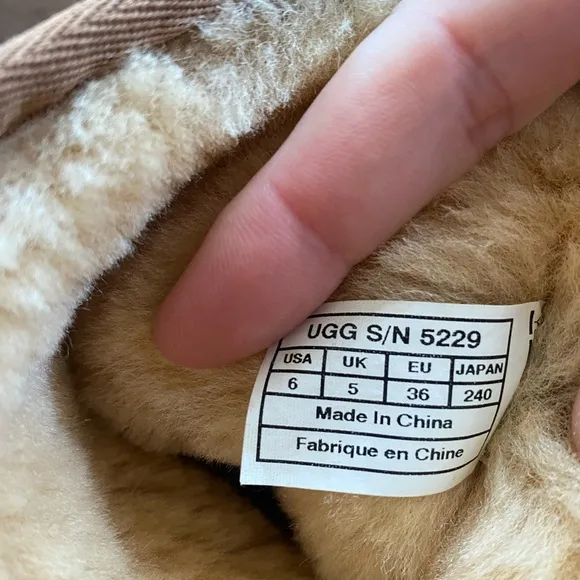 UGG S/N 5229
USA UK EU JAPAN
6 5 36 240
Made In China
Fabrique en Chine